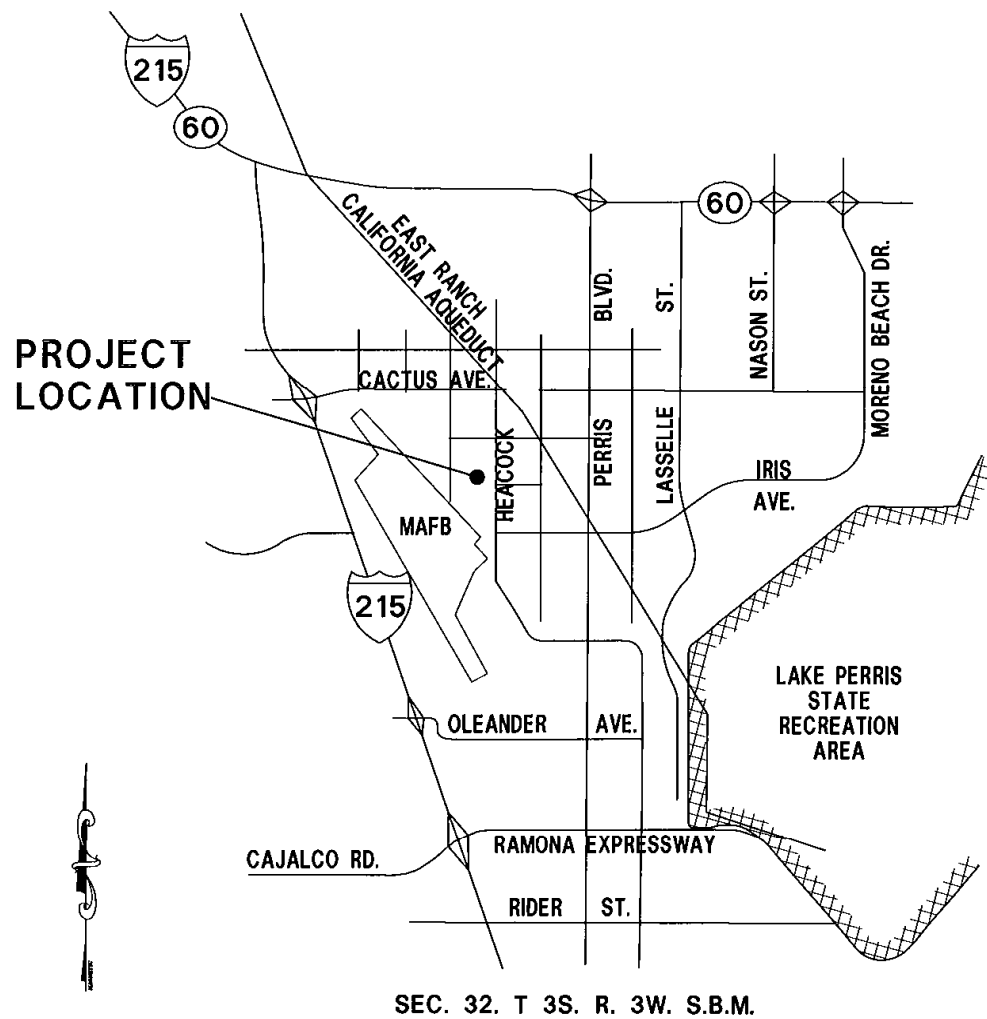 215
60
60
EAST RANCH
CALIFORNIA AQUEDUCT
BLVD.
ST.
NASON ST.
MORENO BEACH DR.
PROJECT
LOCATION
CACTUS AVE.
HEACOCK
PERRIS
LASSELLE
IRIS
AVE.
MAFB
215
LAKE PERRIS
STATE
RECREATION
AREA
OLEANDER AVE.
RAMONA EXPRESSWAY
CAJALCO RD.
RIDER ST.
SEC. 32. T 3S. R. 3W. S.B.M.